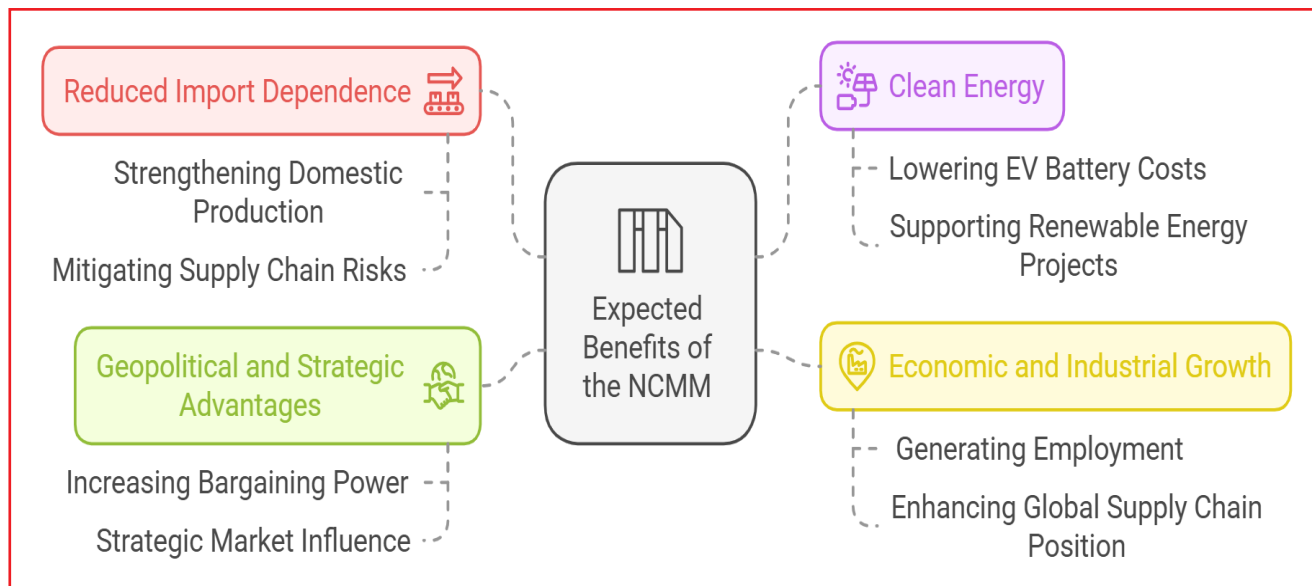 Reduced Import Dependence
Strengthening Domestic
Production
Mitigating Supply Chain Risks
Geopolitical and Strategic
Advantages
Increasing Bargaining Power
Strategic Market Influence
Expected
Benefits of
the NCMM
Clean Energy
Lowering EV Battery Costs
Supporting Renewable Energy
Projects
Economic and Industrial Growth
Generating Employment
Enhancing Global Supply Chain
Position